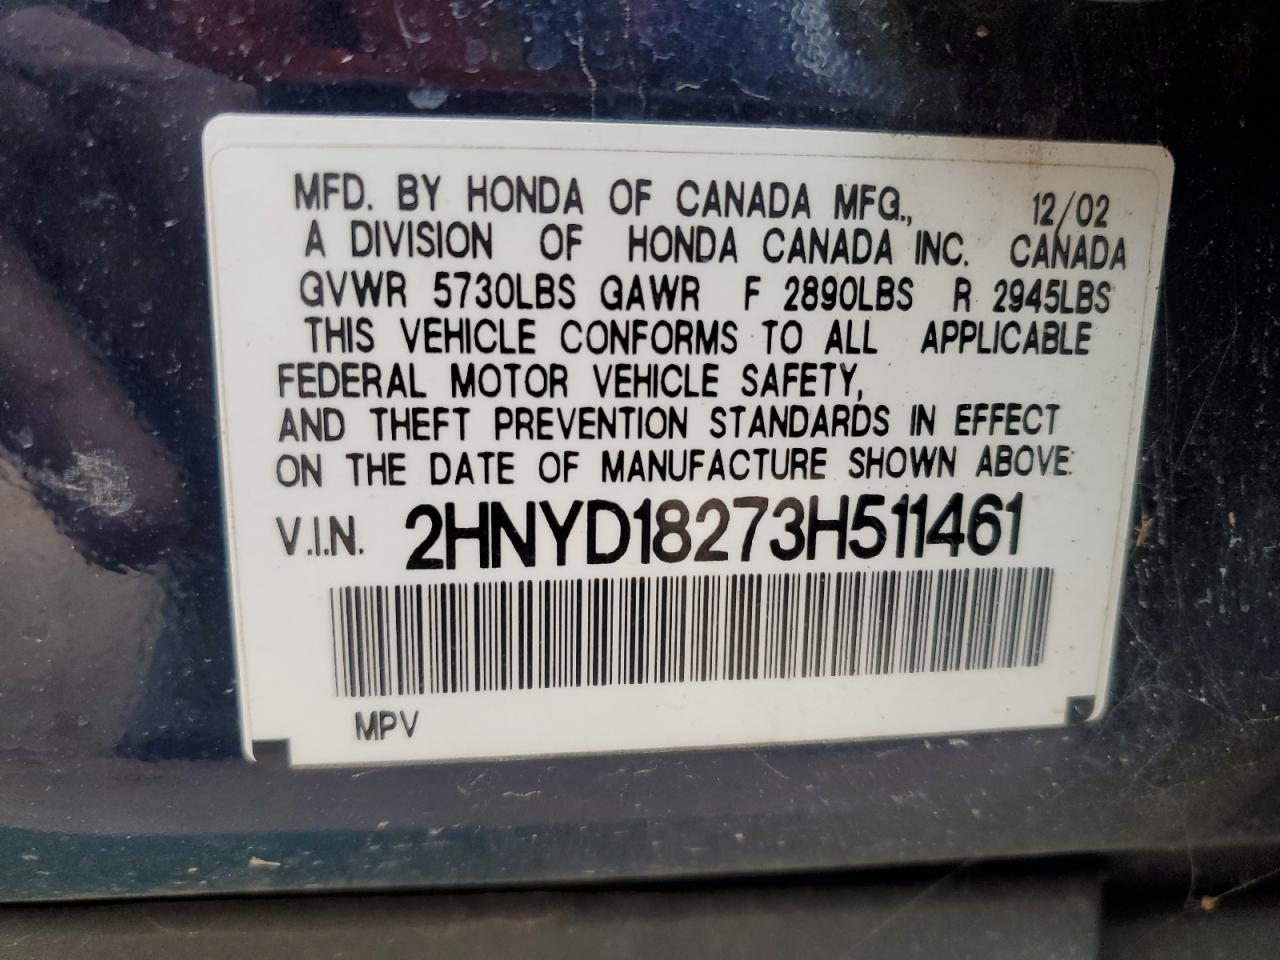 MFD. BY HONDA OF CANADA MFG., 12/02
A DIVISION OF HONDA CANADA INC. CANADA
GVWR 5730LBS GAWR F 2890LBS R 2945LBS
THIS VEHICLE CONFORMS TO ALL APPLICABLE
FEDERAL MOTOR VEHICLE SAFETY,
AND THEFT PREVENTION STANDARDS IN EFFECT
ON THE DATE OF MANUFACTURE SHOWN ABOVE.
V.I.N. 2HNYD18273H511461
MPV